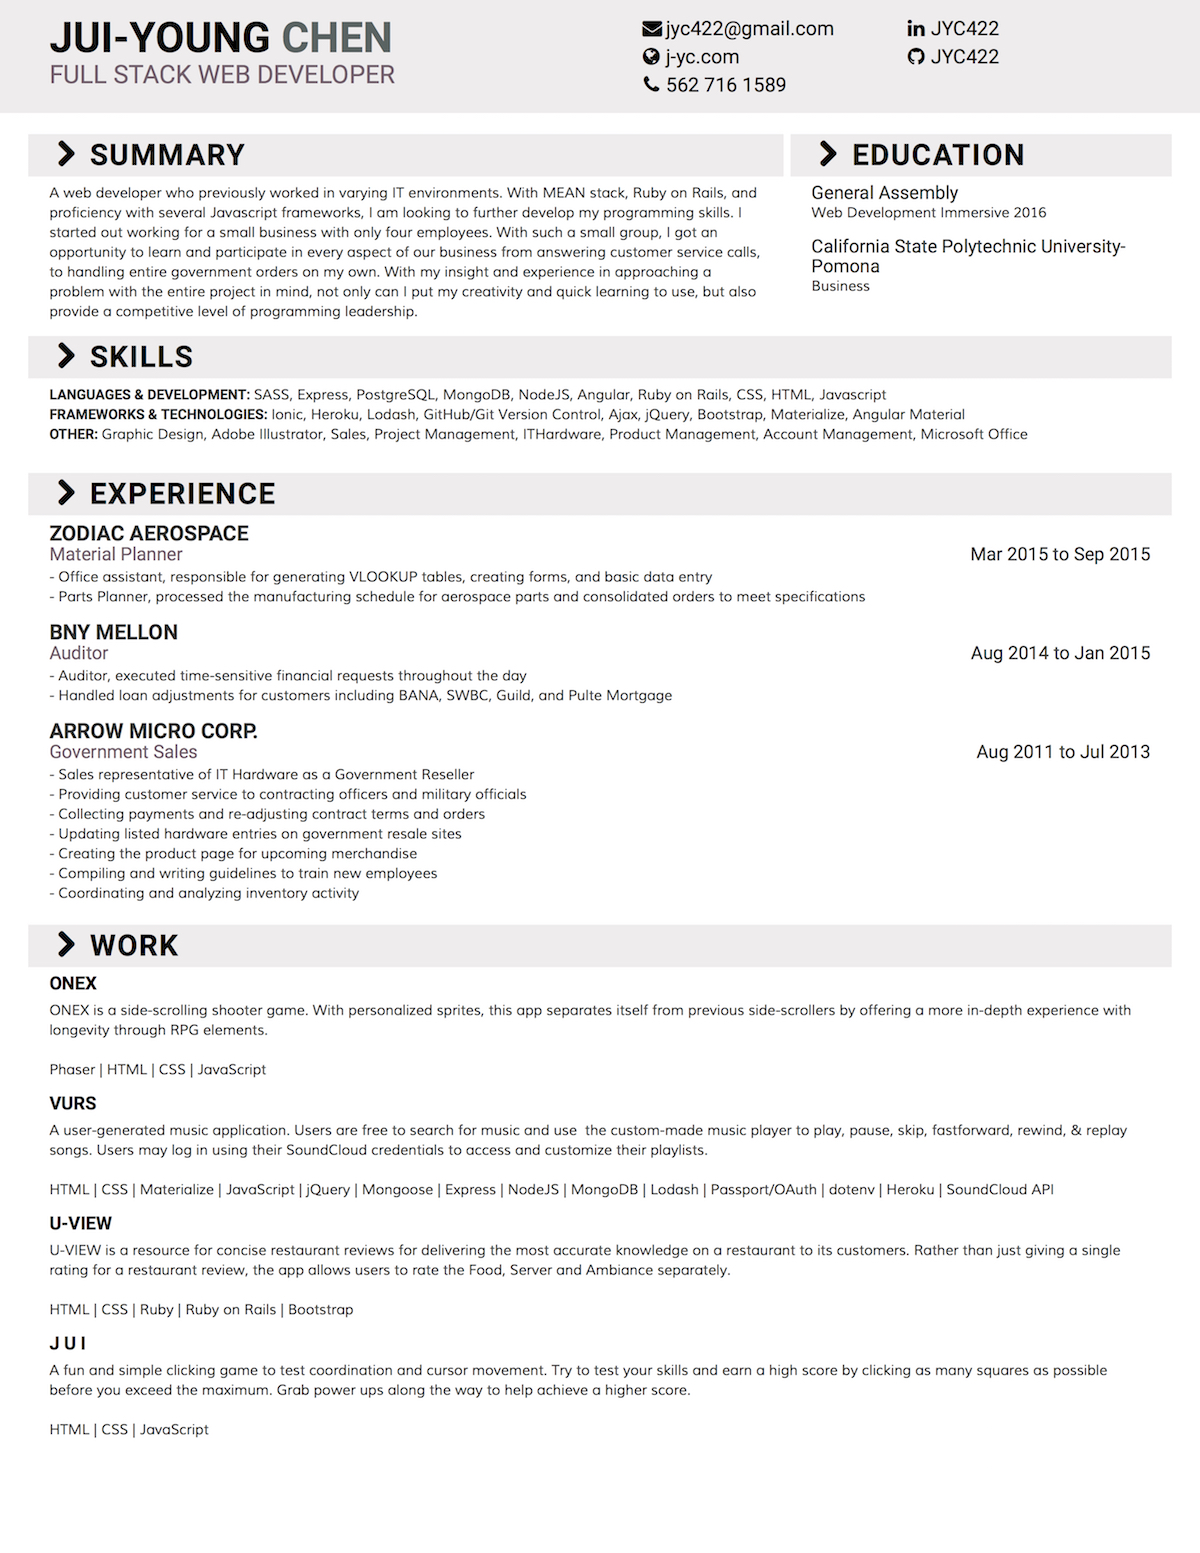 JUI-YOUNG CHEN
FULL STACK WEB DEVELOPER
jyc422@gmail.com
j-yc.com
562 716 1589
JYC422
JYC422
SUMMARY
A web developer who previously worked in varying IT environments. With MEAN stack, Ruby on Rails, and
proficiency with several Javascript frameworks, I am looking to further develop my programming skills. I
started out working for a small business with only four employees. With such a small group, I got an
opportunity to learn and participate in every aspect of our business from answering customer service calls,
to handling entire government orders on my own. With my insight and experience in approaching a
problem with the entire project in mind, not only can I put my creativity and quick learning to use, but also
provide a competitive level of programming leadership.
EDUCATION
General Assembly
Web Development Immersive 2016
California State Polytechnic University-
Pomona
Business
SKILLS
LANGUAGES & DEVELOPMENT: SASS, Express, PostgreSQL, MongoDB, NodeJS, Angular, Ruby on Rails, CSS, HTML, Javascript
FRAMEWORKS & TECHNOLOGIES: Ionic, Heroku, Lodash, GitHub/Git Version Control, Ajax, jQuery, Bootstrap, Materialize, Angular Material
OTHER: Graphic Design, Adobe Illustrator, Sales, Project Management, ITHardware, Product Management, Account Management, Microsoft Office
EXPERIENCE
ZODIAC AEROSPACE
Material Planner Mar 2015 to Sep 2015
- Office assistant, responsible for generating VLOOKUP tables, creating forms, and basic data entry
- Parts Planner, processed the manufacturing schedule for aerospace parts and consolidated orders to meet specifications
BNY MELLON
Auditor Aug 2014 to Jan 2015
- Auditor, executed time-sensitive financial requests throughout the day
- Handled loan adjustments for customers including BANA, SWBC, Guild, and Pulte Mortgage
ARROW MICRO CORP.
Government Sales Aug 2011 to Jul 2013
- Sales representative of IT Hardware as a Government Reseller
- Providing customer service to contracting officers and military officials
- Collecting payments and re-adjusting contract terms and orders
- Updating listed hardware entries on government resale sites
- Creating the product page for upcoming merchandise
- Compiling and writing guidelines to train new employees
- Coordinating and analyzing inventory activity
WORK
ONEX
ONEX is a side-scrolling shooter game. With personalized sprites, this app separates itself from previous side-scrollers by offering a more in-depth experience with
longevity through RPG elements.
Phaser | HTML | CSS | JavaScript
VURS
A user-generated music application. Users are free to search for music and use  the custom-made music player to play, pause, skip, fastforward, rewind, & replay
songs. Users may log in using their SoundCloud credentials to access and customize their playlists.
HTML | CSS | Materialize | JavaScript | jQuery | Mongoose | Express | NodeJS | MongoDB | Lodash | Passport/OAuth | dotenv | Heroku | SoundCloud API
U-VIEW
U-VIEW is a resource for concise restaurant reviews for delivering the most accurate knowledge on a restaurant to its customers. Rather than just giving a single
rating for a restaurant review, the app allows users to rate the Food, Server and Ambiance separately.
HTML | CSS | Ruby | Ruby on Rails | Bootstrap
J U I
A fun and simple clicking game to test coordination and cursor movement. Try to test your skills and earn a high score by clicking as many squares as possible
before you exceed the maximum. Grab power ups along the way to help achieve a higher score.
HTML | CSS | JavaScript